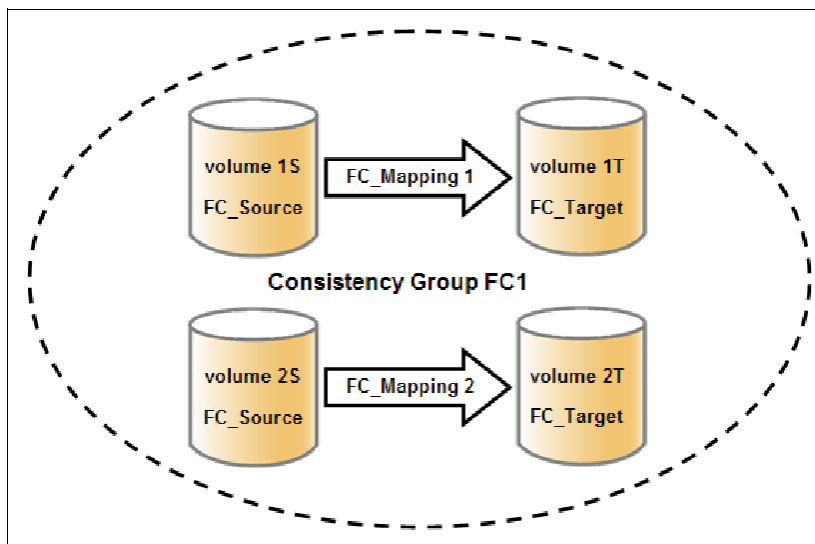 volume 1S
FC_Source
FC_Mapping 1
volume 1T
FC_Target
Consistency Group FC1
volume 2S
FC_Source
FC_Mapping 2
volume 2T
FC_Target